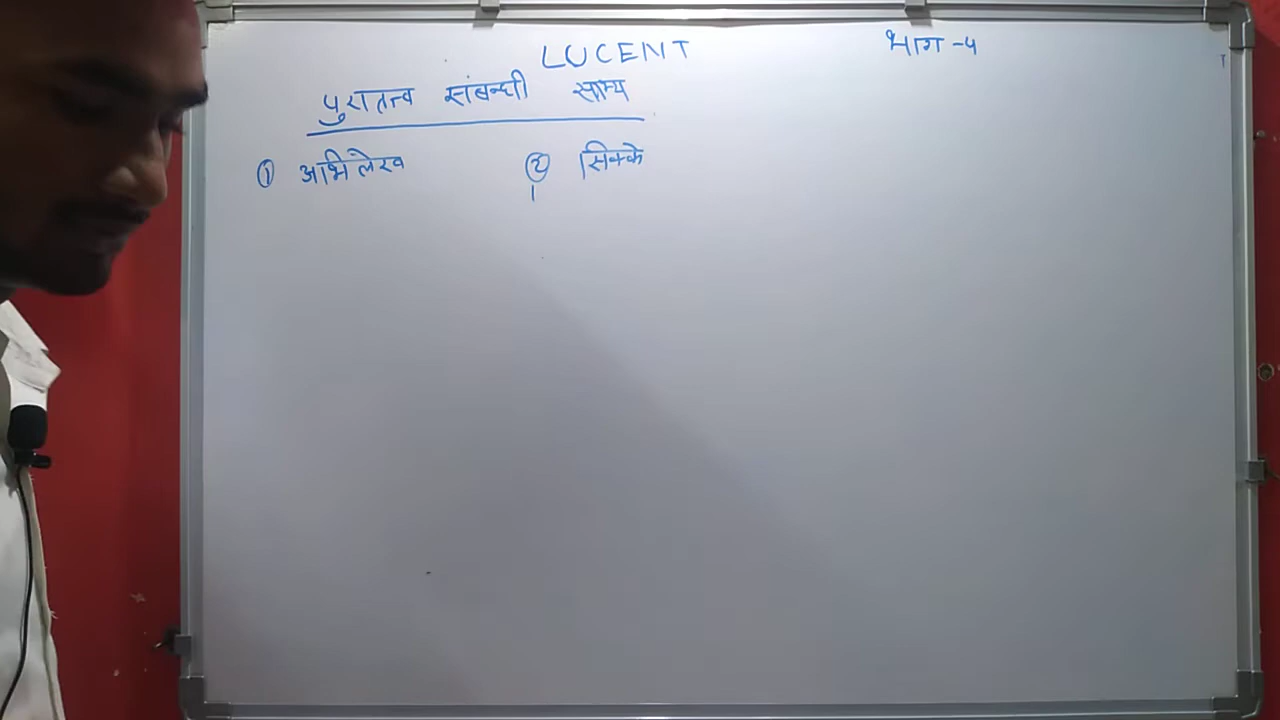 LUCENT
भाग -५
पुरातत्व संबन्धी साम्य
① अभिलेख ② सिक्के